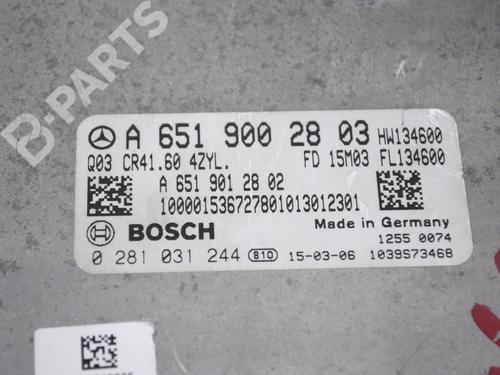 B-PARTS
A 651 900 28 03 HW134600
Q03 CR41.60 4ZYL. FD 15M03 FL134600
A 651 901 28 02
1000015367277801013012301
BOSCH Made in Germany
1255 0074
0 281 031 244 810 15-03-06 1039S73468